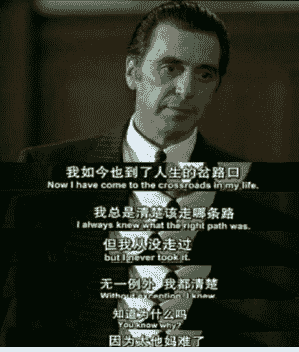 我如今也到了人生的岔路口
Now I have come to the crossroads in my life.
我总是清楚该走哪条路
I always knew what the right path was.
但我从没走过
but I never took it.
无一例外 我都清楚
Without exception, I knew.
知道为什么吗
You know why?
因为太他妈难了